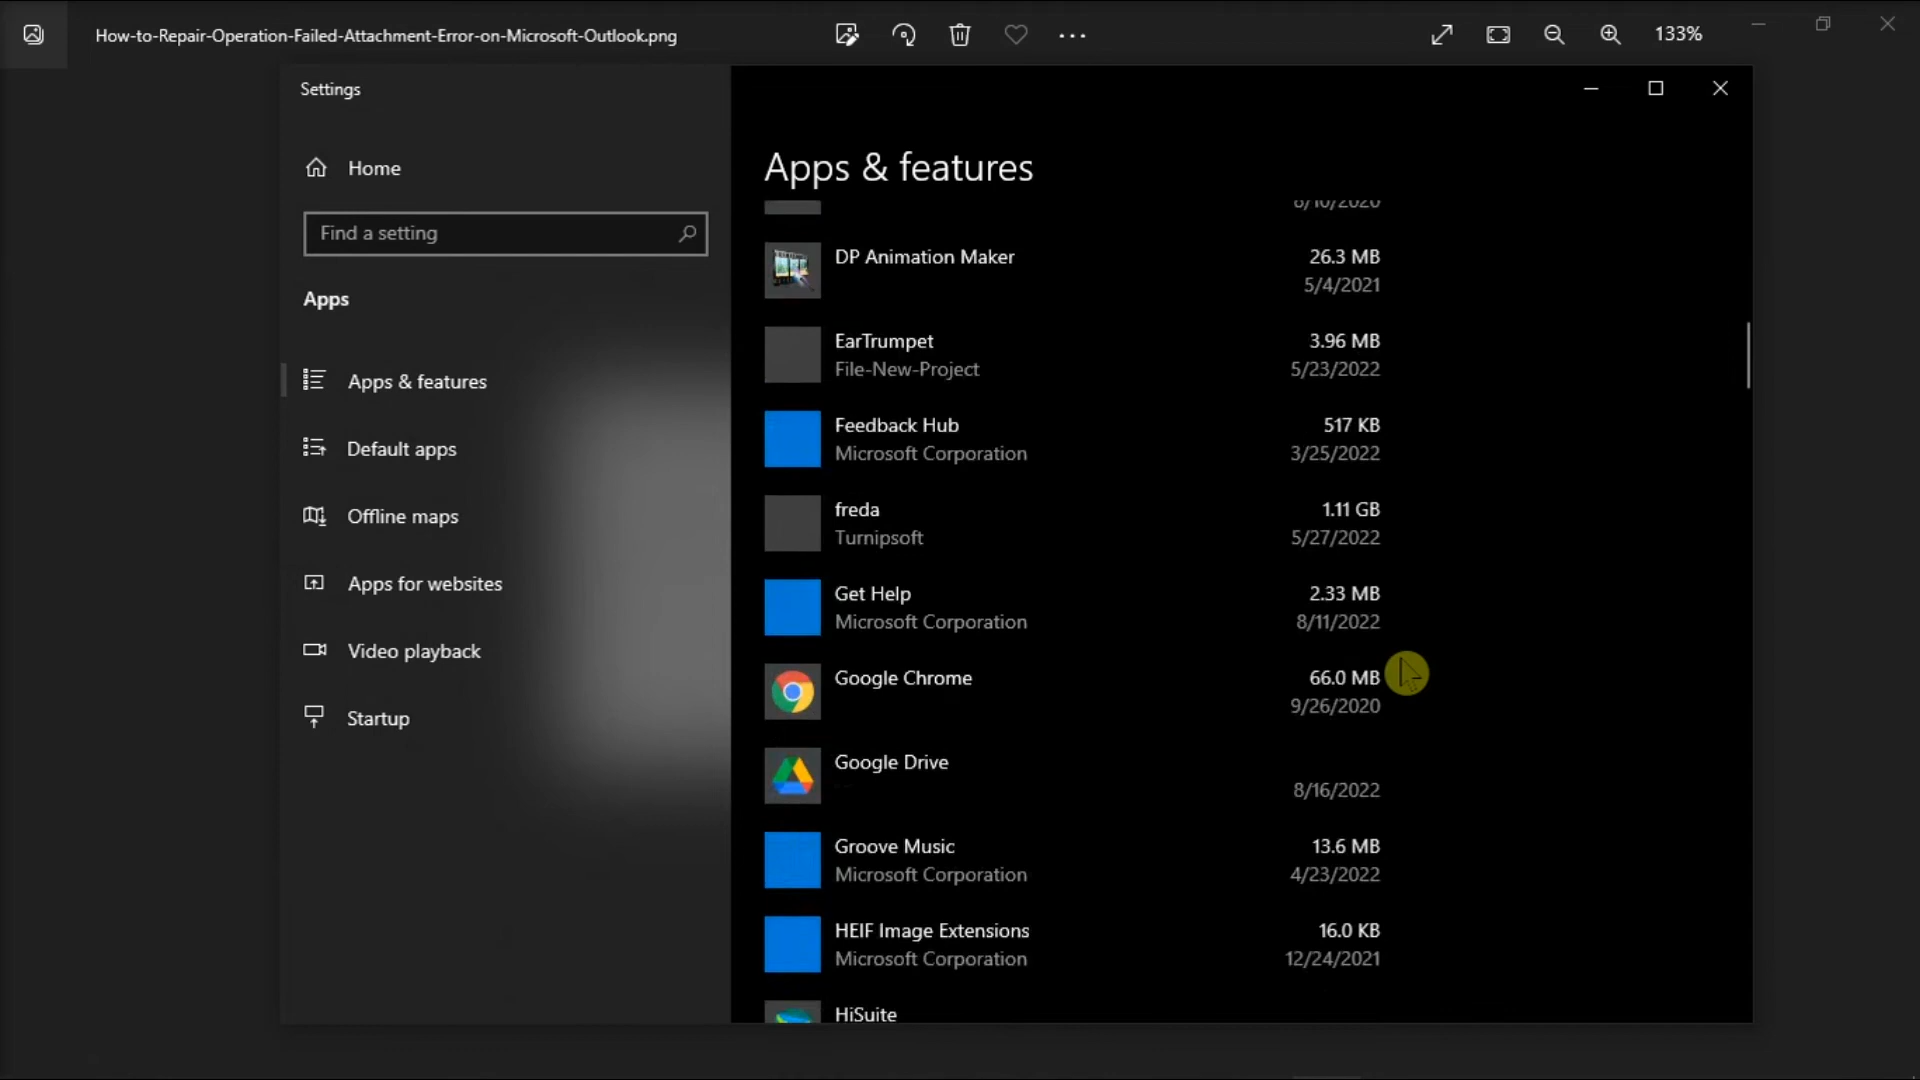 How-to-Repair-Operation-Failed-Attachment-Error-on-Microsoft-Outlook.png
133%
Settings
Home
Find a setting
Apps
Apps & features
Default apps
Offline maps
Apps for websites
Video playback
Startup
Apps & features
DP Animation Maker
26.3 MB
5/4/2021
EarTrumpet
3.96 MB
File-New-Project
5/23/2022
Feedback Hub
517 KB
Microsoft Corporation
3/25/2022
freda
1.11 GB
Turnipsoft
5/27/2022
Get Help
2.33 MB
Microsoft Corporation
8/11/2022
Google Chrome
66.0 MB
9/26/2020
Google Drive
8/16/2022
Groove Music
13.6 MB
Microsoft Corporation
4/23/2022
HEIF Image Extensions
16.0 KB
Microsoft Corporation
12/24/2021
HiSuite